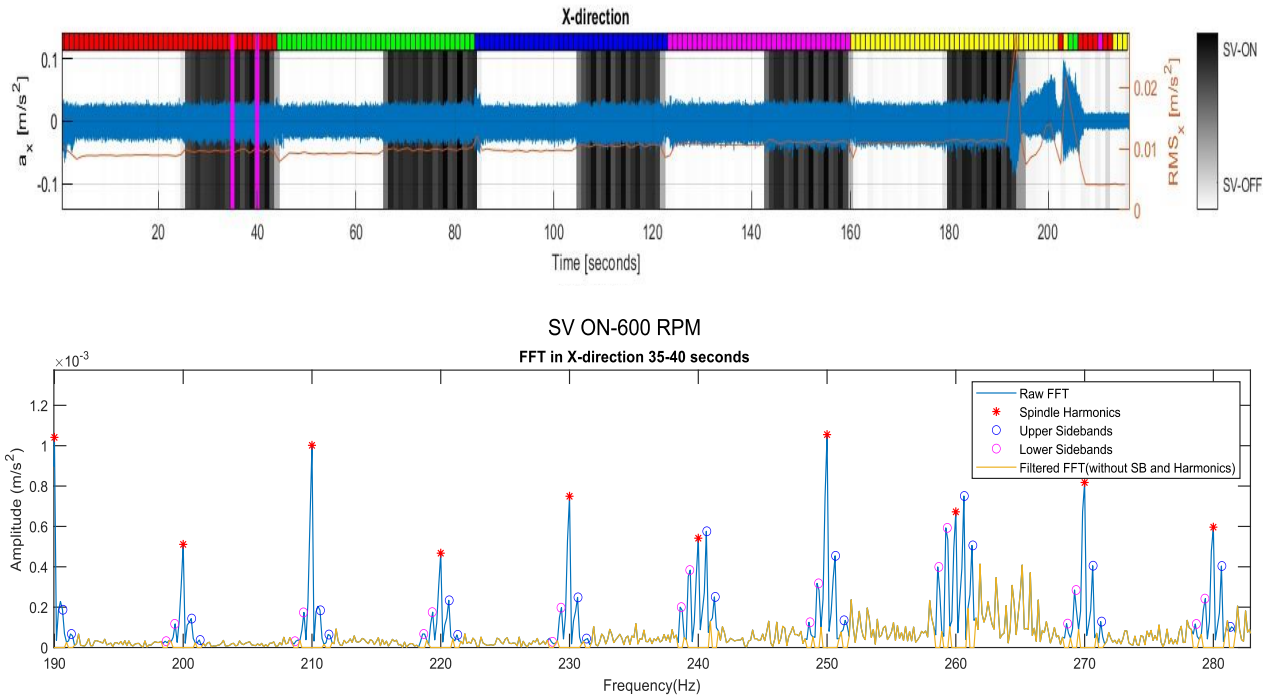 X-direction
0.1
0
-0.1
a_x [m/s²]
0.02
0.01
0
RMS_x [m/s²]
SV-ON
SV-OFF
20 40 60 80 100 120 140 160 180 200
Time [seconds]
SV ON-600 RPM
FFT in X-direction 35-40 seconds
×10⁻³
1.2
1
0.8
0.6
0.4
0.2
0
Amplitude (m/s²)
Raw FFT
Spindle Harmonics
Upper Sidebands
Lower Sidebands
Filtered FFT(without SB and Harmonics)
190 200 210 220 230 240 250 260 270 280
Frequency(Hz)